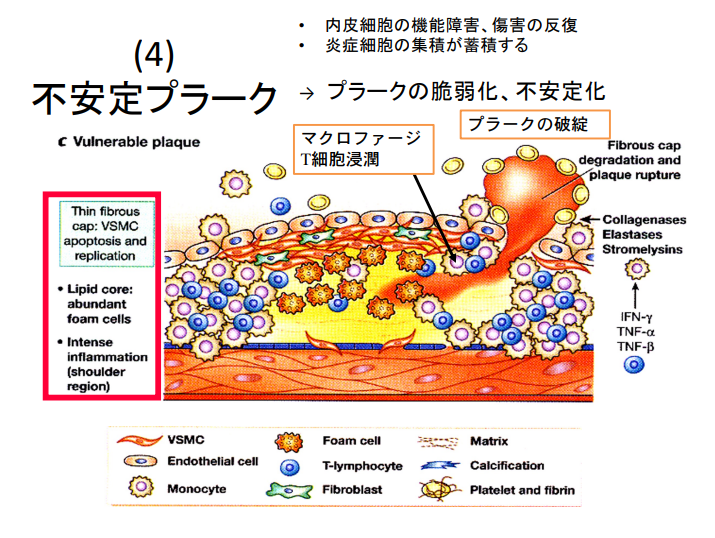 • 内皮細胞の機能障害、傷害の反復
• 炎症細胞の集積が蓄積する
(4)
不安定プラーク
→ プラークの脆弱化、不安定化
c Vulnerable plaque
マクロファージ
T細胞浸潤
プラークの破綻
Fibrous cap
degradation and
plaque rupture
Thin fibrous
cap: VSMC
apoptosis and
replication
• Lipid core:
abundant
foam cells
• Intense
inflammation
(shoulder
region)
Collagenases
Elastases
Stromelysins
IFN-γ
TNF-α
TNF-β
VSMC
Foam cell
Matrix
Endothelial cell
T-lymphocyte
Calcification
Monocyte
Fibroblast
Platelet and fibrin